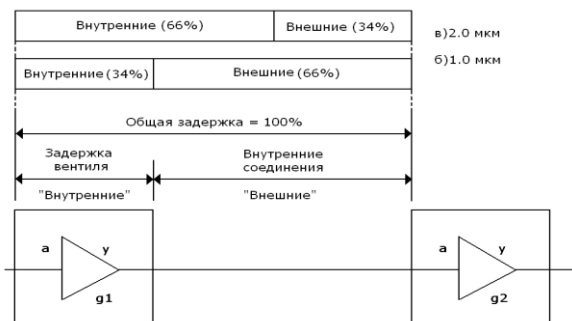 Внутренние (66%) Внешние (34%) в)2.0 мкм
Внутренние (34%) Внешние (66%) б)1.0 мкм
Общая задержка = 100%
Задержка вентиля
Внутренние соединения
"Внутренние" "Внешние"
a y g1
a y g2